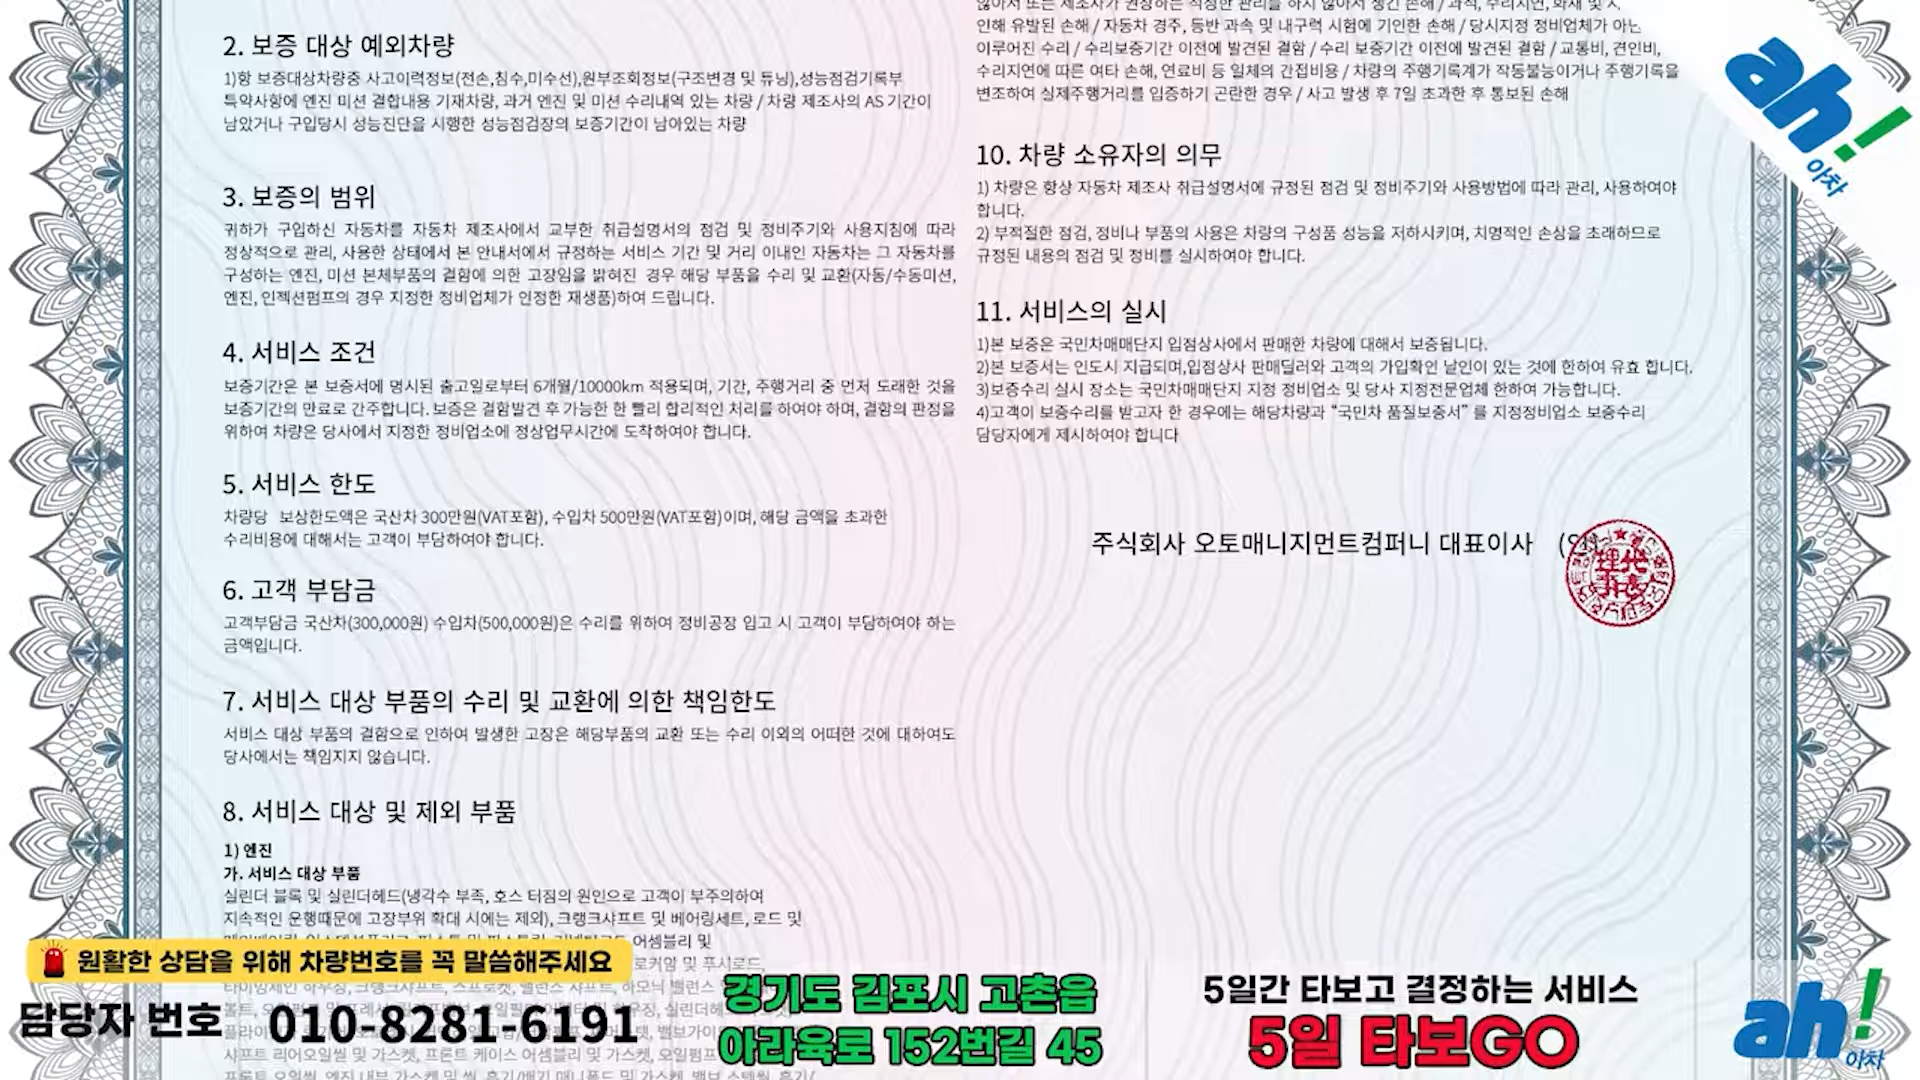 2. 보증 대상 예외차량
1)항 보증대상차량중 사고이력정보(전손,침수,미수선),원부조회정보(구조변경 및 튜닝),성능점검기록부
특약사항에 엔진 미션 결합내용 기재차량, 과거 엔진 및 미션 수리내역 있는 차량 / 차량 제조사의 AS 기간이
남았거나 구입당시 성능진단을 시행한 성능점검장의 보증기간이 남아있는 차량
3. 보증의 범위
귀하가 구입하신 자동차를 자동차 제조사에서 교부한 취급설명서의 점검 및 정비주기와 사용지침에 따라
정상적으로 관리, 사용한 상태에서 본 안내서에서 규정하는 서비스 기간 및 거리 이내인 자동차는 그 자동차를
구성하는 엔진, 미션 본체부품의 결함에 의한 고장임을 밝혀진 경우 해당 부품을 수리 및 교환(자동/수동미션,
엔진, 인젝션펌프의 경우 지정한 정비업체가 인정한 재생품)하여 드립니다.
4. 서비스 조건
보증기간은 본 보증서에 명시된 출고일로부터 6개월/10000km 적용되며, 기간, 주행거리 중 먼저 도래한 것을
보증기간의 만료로 간주합니다. 보증은 결함발견 후 가능한 한 빨리 합리적인 처리를 하여야 하며, 결함의 판정을
위하여 차량은 당사에서 지정한 정비업소에 정상업무시간에 도착하여야 합니다.
5. 서비스 한도
차량당 보상한도액은 국산차 300만원(VAT포함), 수입차 500만원(VAT포함)이며, 해당 금액을 초과한
수리비용에 대해서는 고객이 부담하여야 합니다.
6. 고객 부담금
고객부담금 국산차(300,000원) 수입차(500,000원)은 수리를 위하여 정비공장 입고 시 고객이 부담하여야 하는
금액입니다.
7. 서비스 대상 부품의 수리 및 교환에 의한 책임한도
서비스 대상 부품의 결함으로 인하여 발생한 고장은 해당부품의 교환 또는 수리 이외의 어떠한 것에 대하여도
당사에서는 책임지지 않습니다.
8. 서비스 대상 및 제외 부품
1) 엔진
가. 서비스 대상 부품
실린더 블록 및 실린더헤드(냉각수 부족, 호스 터짐의 원인으로 고객이 부주의하여
지속적인 운행때문에 고장부위 확대 시에는 제외), 크랭크샤프트 및 베어링세트, 로드 및
어셈블리 및
로커암 및 푸시로드,
샤프트 리어오일씰 및 가스켓, 프론트 케이스 어셈블리 및 가스켓, 오일펌프
인해 유발된 손해 / 자동차 경주, 등반 과속 및 내구력 시험에 기인한 손해 / 당시지정 정비업체가 아닌
이루어진 수리 / 수리보증기간 이전에 발견된 결함 / 수리 보증기간 이전에 발견된 결함 / 교통비, 견인비,
수리지연에 따른 여타 손해, 연료비 등 일체의 간접비용 / 차량의 주행기록계가 작동불능이거나 주행기록을
변조하여 실제주행거리를 입증하기 곤란한 경우 / 사고 발생 후 7일 초과한 후 통보된 손해
10. 차량 소유자의 의무
1) 차량은 항상 자동차 제조사 취급설명서에 규정된 점검 및 정비주기와 사용방법에 따라 관리, 사용하여야
합니다.
2) 부적절한 점검, 정비나 부품의 사용은 차량의 구성품 성능을 저하시키며, 치명적인 손상을 초래하므로
규정된 내용의 점검 및 정비를 실시하여야 합니다.
11. 서비스의 실시
1)본 보증은 국민차매매단지 입점상사에서 판매한 차량에 대해서 보증됩니다.
2)본 보증서는 인도시 지급되며,입점상사 판매딜러와 고객의 가입확인 날인이 있는 것에 한하여 유효 합니다.
3)보증수리 실시 장소는 국민차매매단지 지정 정비업소 및 당사 지정전문업체 한하여 가능합니다.
4)고객이 보증수리를 받고자 한 경우에는 해당차량과 “국민차 품질보증서” 를 지정정비업소 보증수리
담당자에게 제시하여야 합니다
주식회사 오토매니지먼트컴퍼니 대표이사
ah!
아차
원활한 상담을 위해 차량번호를 꼭 말씀해주세요
담당자 번호 010-8281-6191
경기도 김포시 고촌읍
아라육로 152번길 45
5일간 타보고 결정하는 서비스
5일 타보GO
ah!
아차